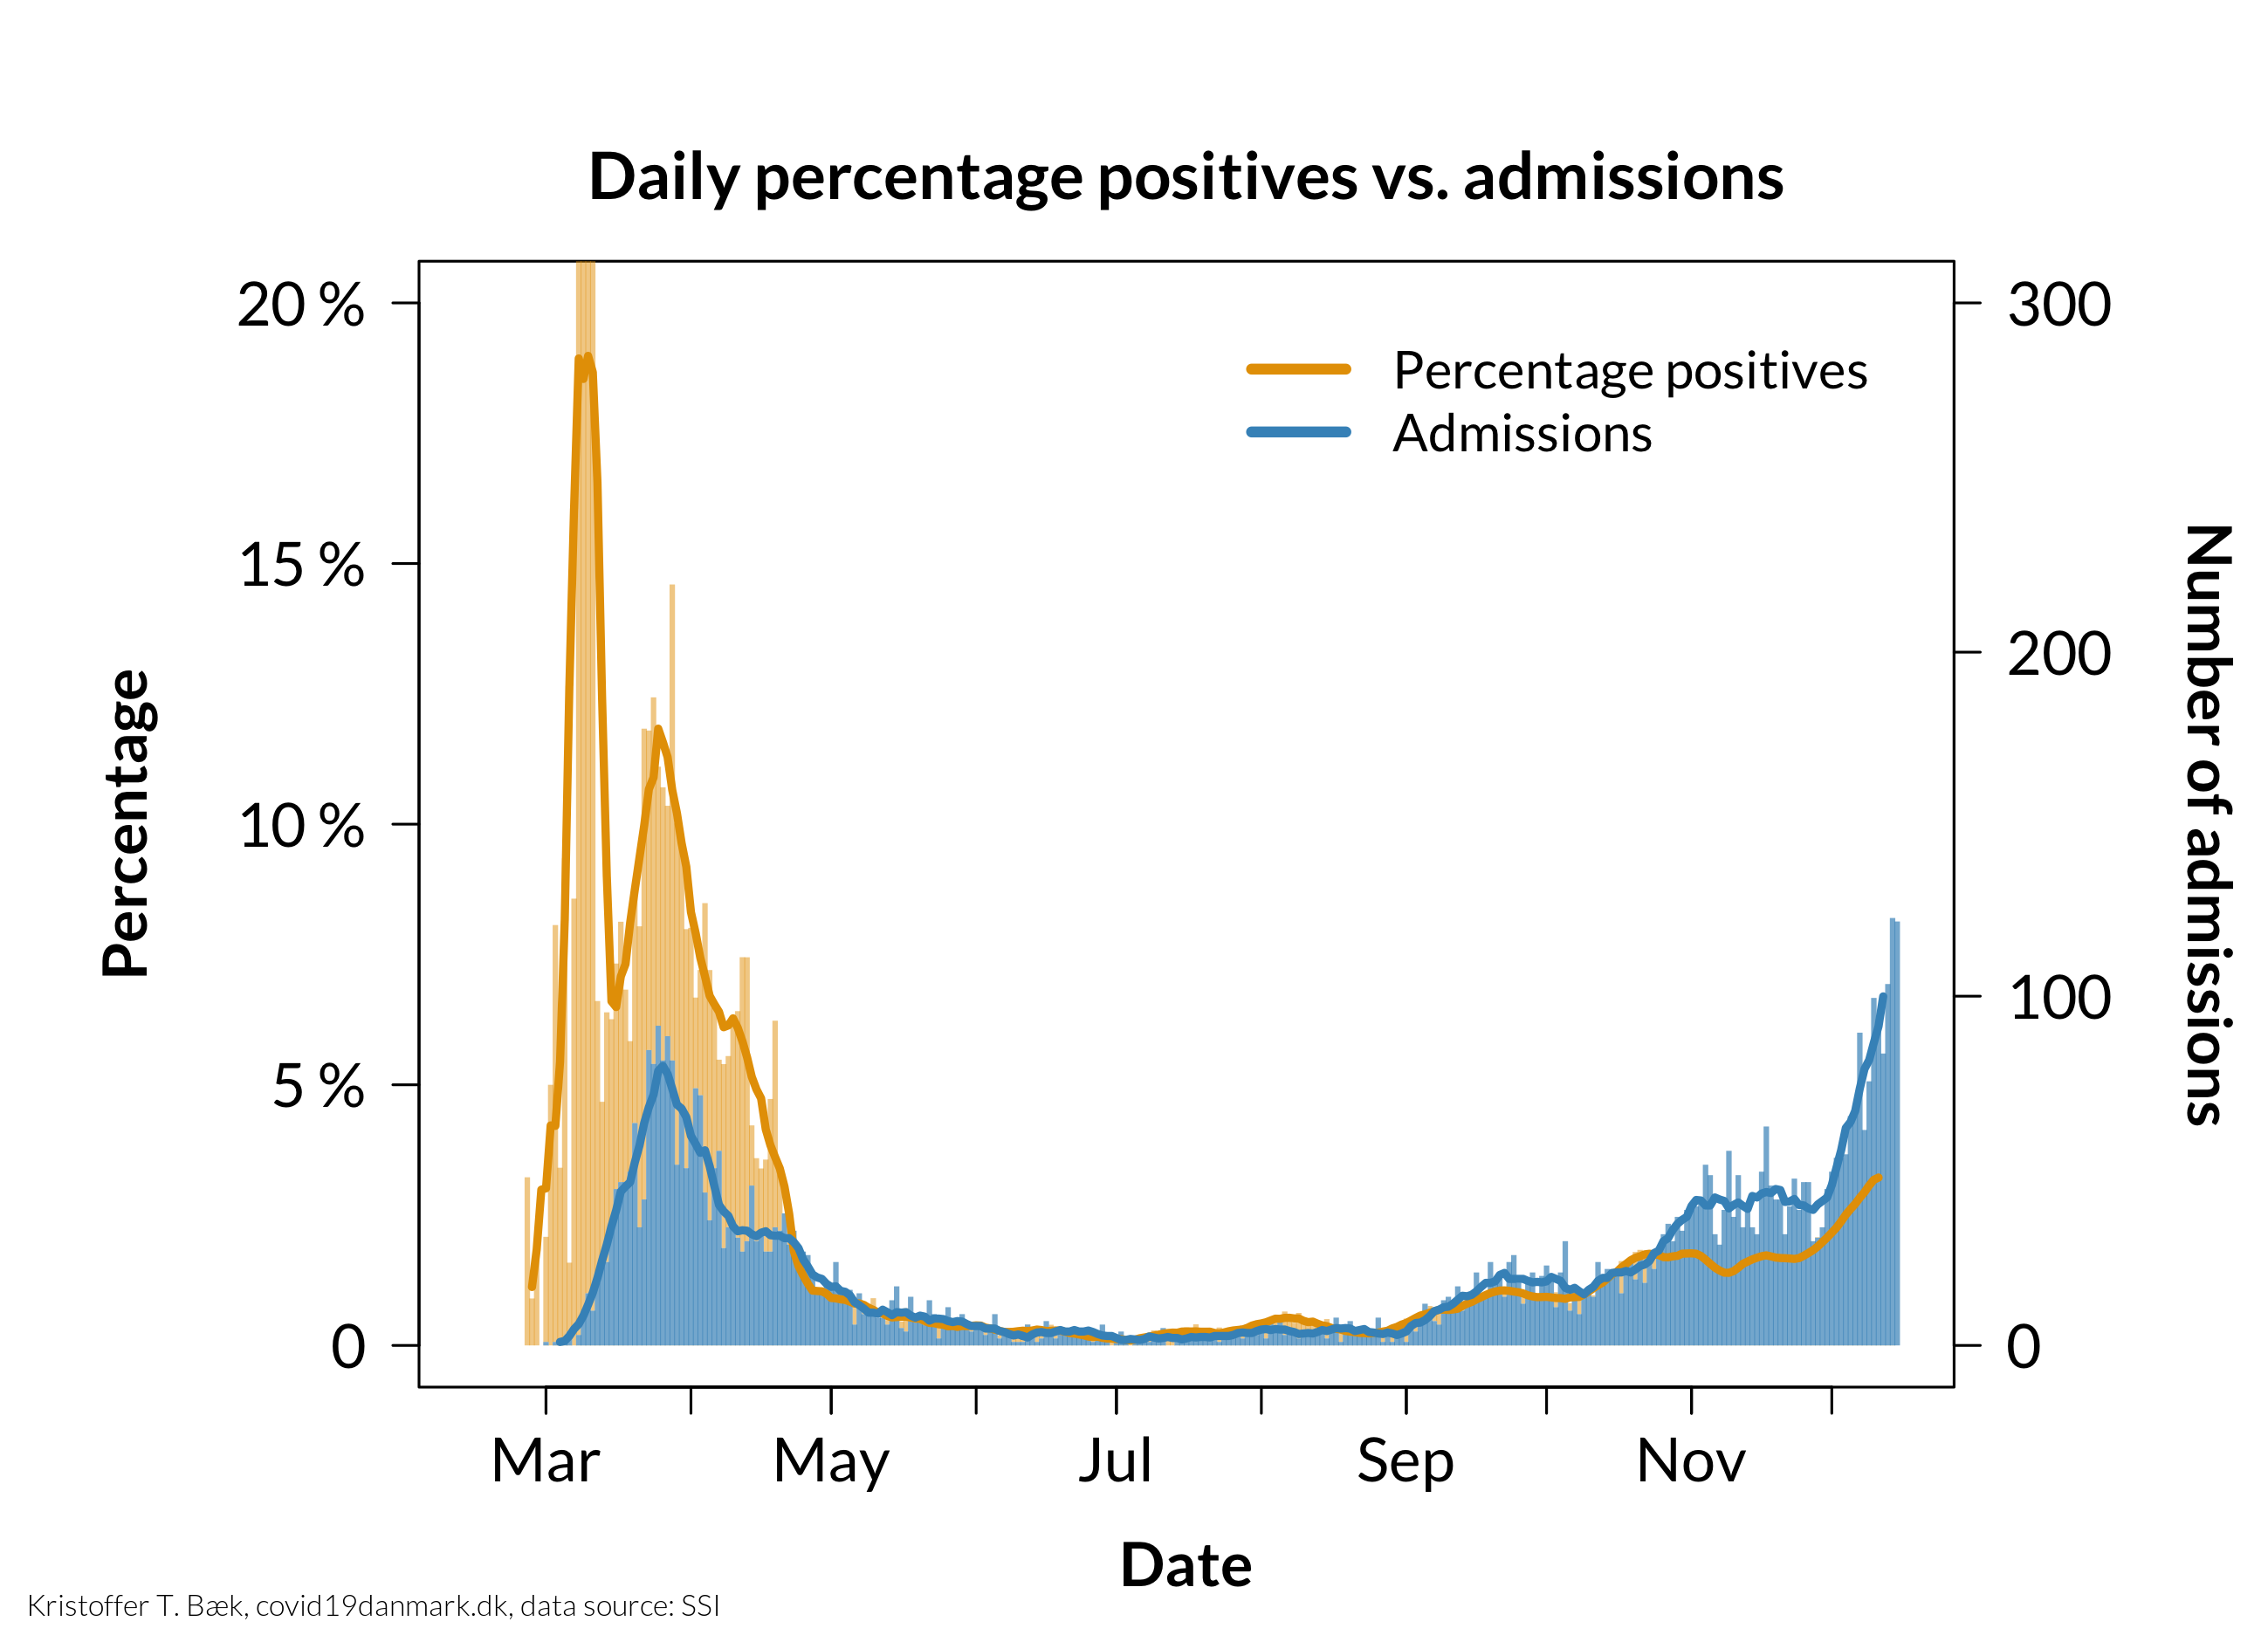 Daily percentage positives vs. admissions
20 %
15 %
10 %
5 %
0
Percentage
Percentage positives
Admissions
300
200
100
0
Number of admissions
Mar
May
Jul
Sep
Nov
Date
Kristoffer T. Bæk, covid19danmark.dk, data source: SSI